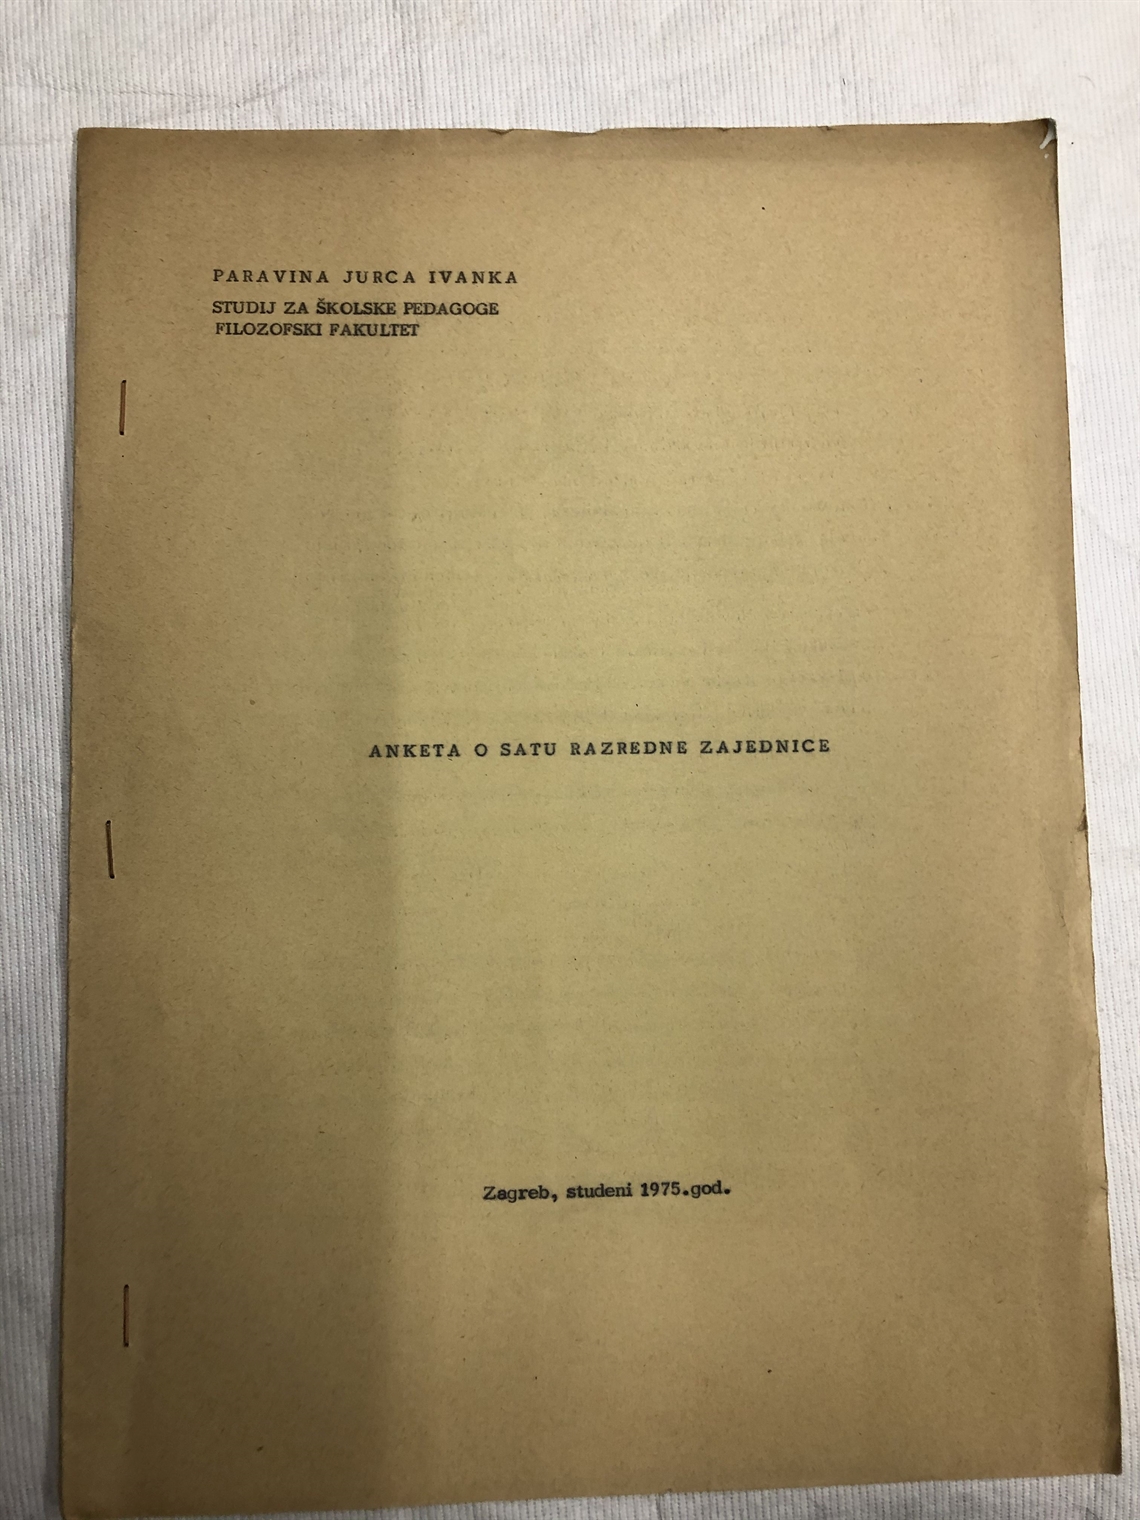 PARAVINA JURCA IVANKA
STUDIJ ZA ŠKOLSKE PEDAGOGE
FILOZOFSKI FAKULTET
ANKETA O SATU RAZREDNE ZAJEDNICE
Zagreb, studeni 1975.god.